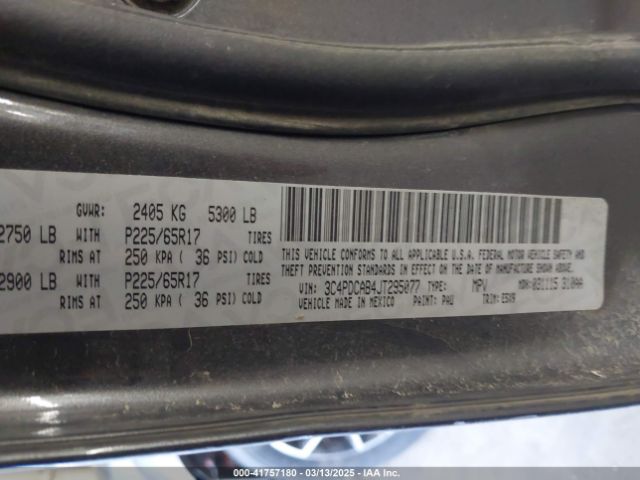 GVWR: 2405 KG 5300 LB
2750 LB WITH P225/65R17 TIRES
RIMS AT 250 KPA ( 36 PSI) COLD
2900 LB WITH P225/65R17 TIRES
RIMS AT 250 KPA ( 36 PSI) COLD
THIS VEHICLE CONFORMS TO ALL APPLICABLE U.S.A. FEDERAL MOTOR VEHICLE SAFETY AND
THEFT PREVENTION STANDARDS IN EFFECT ON THE DATE OF MANUFACTURE SHOWN ABOVE.
VIN: 3C4PDCAB4JT295077 TYPE: MPV MDH: 031115 310AA
VEHICLE MADE IN MEXICO PAINT: PAU TRIM: E5X9
000-41757180 - 03/13/2025 - IAA Inc.